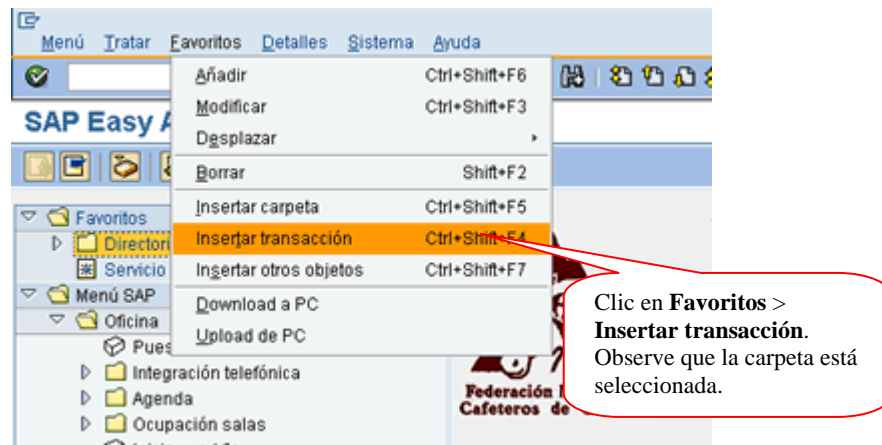 Menú Tratar Favoritos Detalles Sistema Ayuda
SAP Easy
Añadir Ctrl+Shift+F6
Modificar Ctrl+Shift+F3
Desplazar
Borrar Shift+F2
Insertar carpeta Ctrl+Shift+F5
Insertar transacción Ctrl+Shift+F4
Insertar otros objetos Ctrl+Shift+F7
Download a PC
Upload de PC
Favoritos
Directori
Servicio
Menú SAP
Oficina
Pues
Integración telefónica
Agenda
Ocupación salas
Federación
Cafeteros de
Clic en Favoritos >
Insertar transacción.
Observe que la carpeta está
seleccionada.